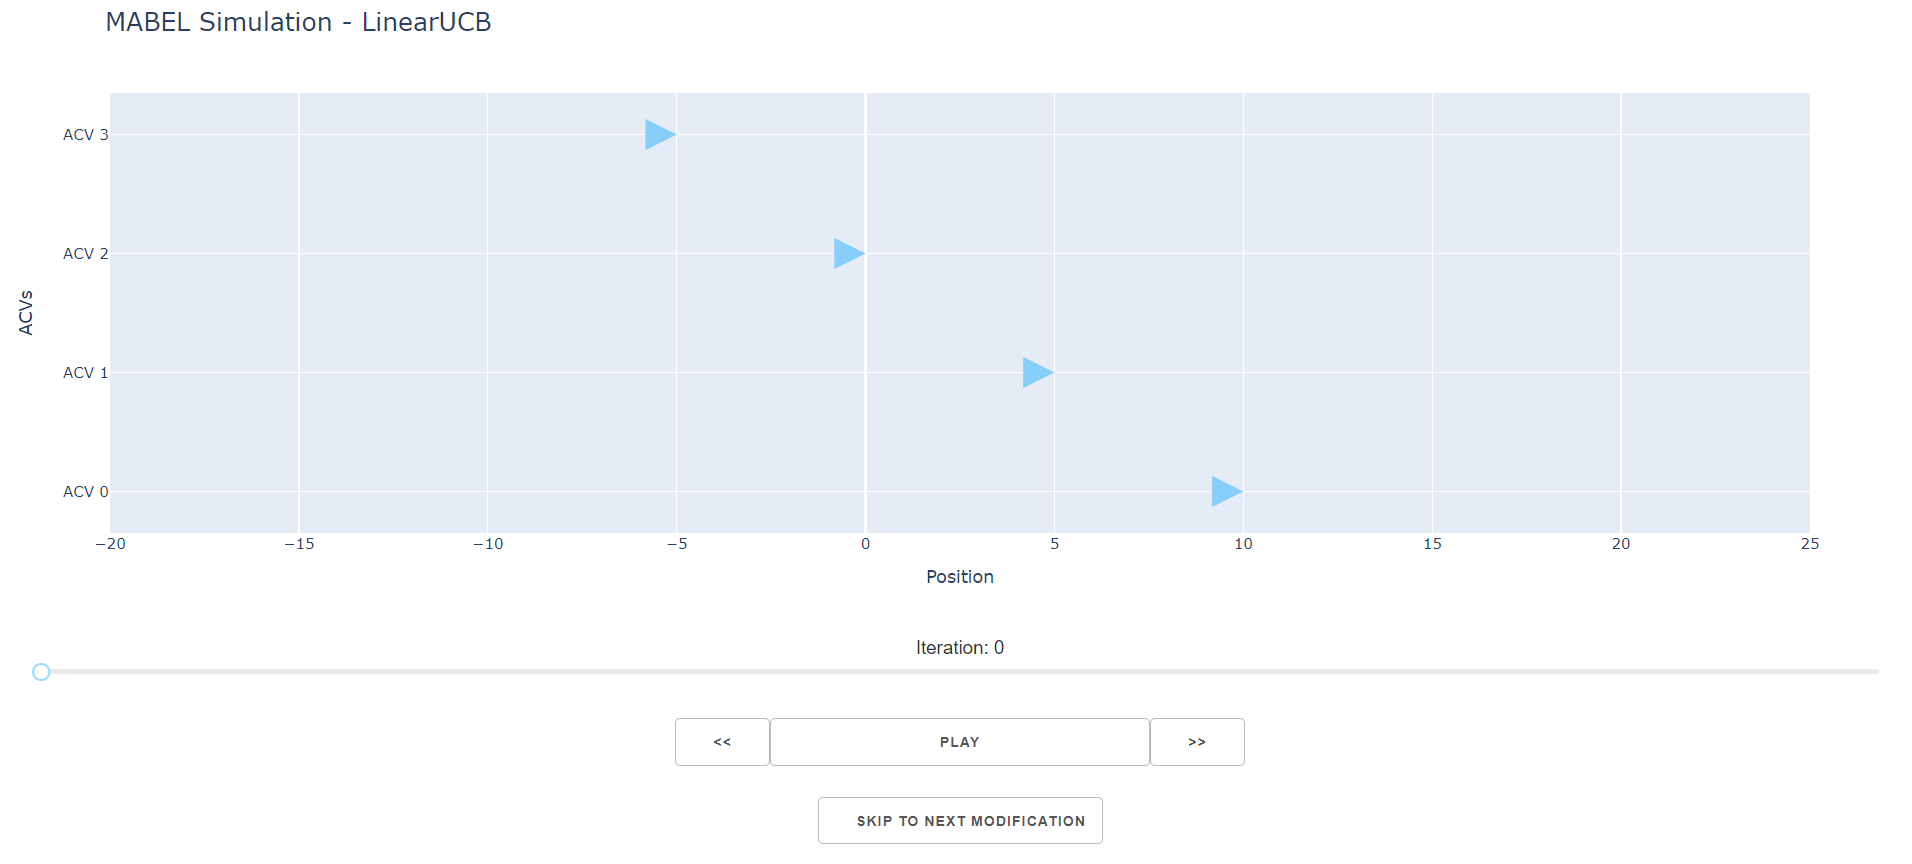 MABEL Simulation - LinearUCB
ACV 3
ACV 2
ACVs
ACV 1
ACV 0
−20 −15 −10 −5 0 5 10 15 20 25
Position
Iteration: 0
<< PLAY >>
SKIP TO NEXT MODIFICATION